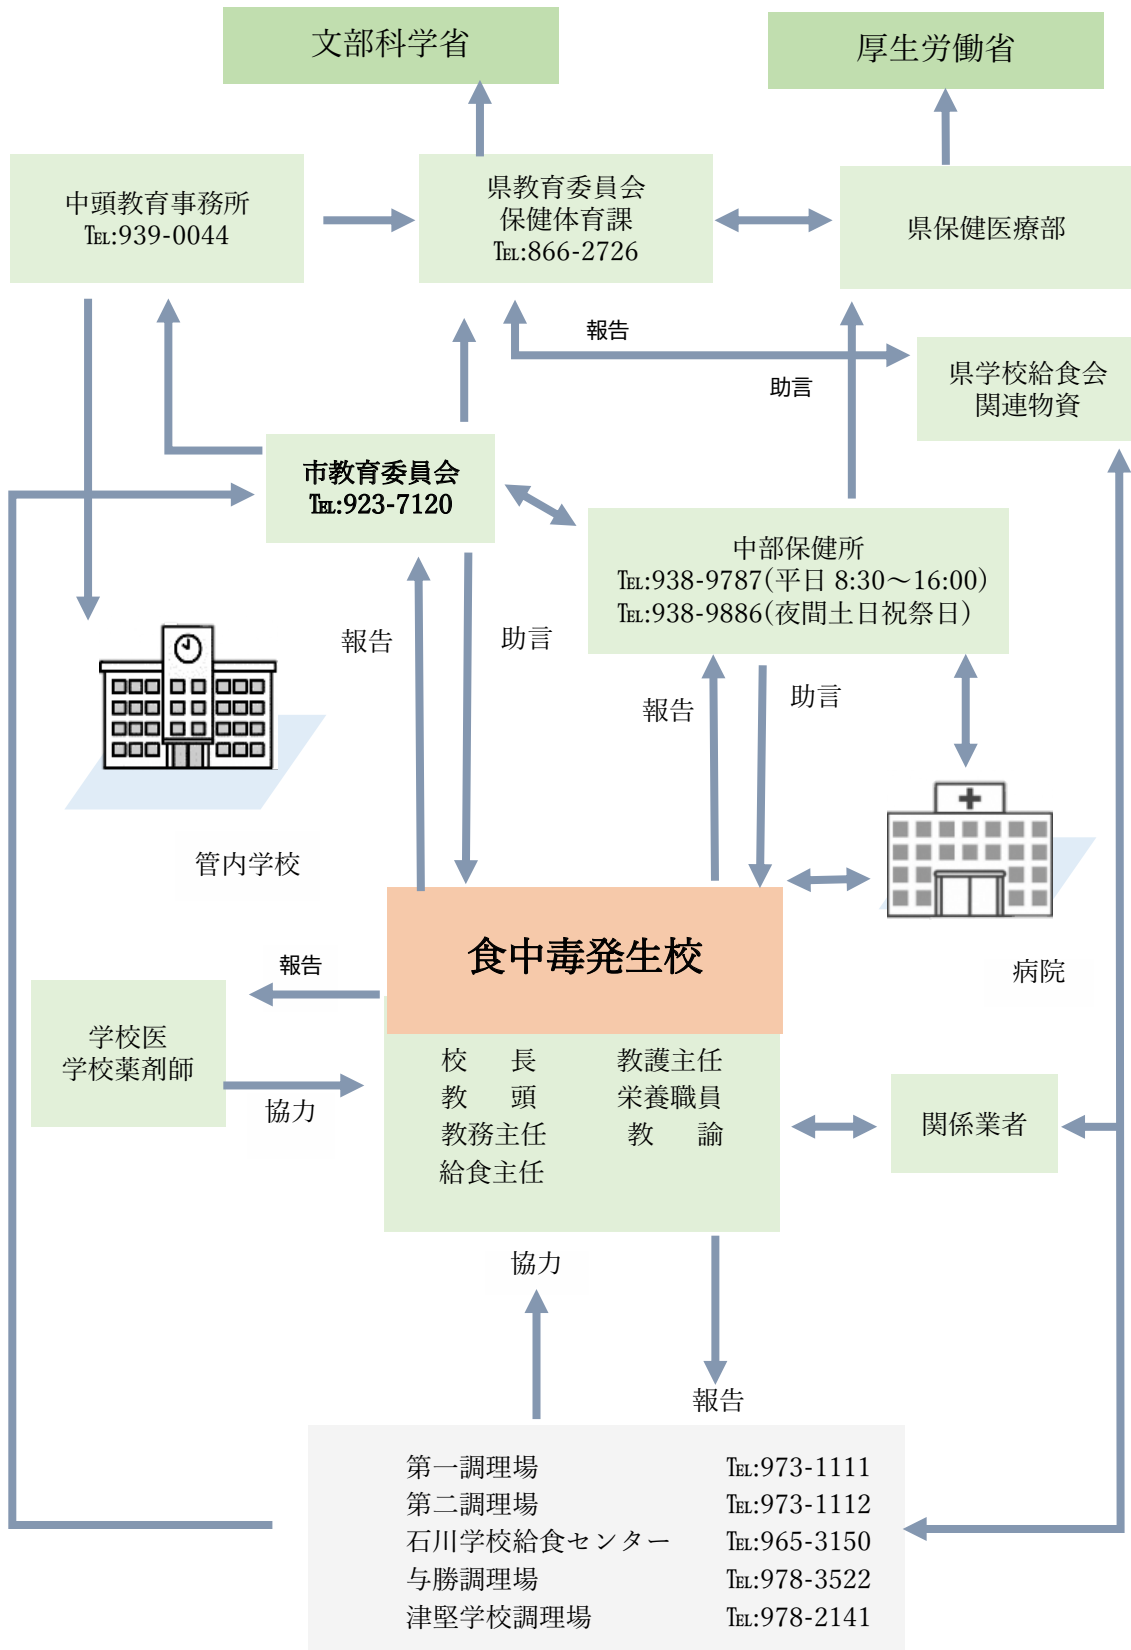 文部科学省
厚生労働省
中頭教育事務所
℡:939-0044
県教育委員会
保健体育課
℡:866-2726
県保健医療部
報告
助言
県学校給食会
関連物資
市教育委員会
℡:923-7120
中部保健所
℡:938-9787(平日 8:30～16:00)
℡:938-9886(夜間土日祝祭日)
報告
助言
報告
助言
管内学校
病院
食中毒発生校
報告
学校医
学校薬剤師
協力
校　長　教護主任
教　頭　栄養職員
教務主任　教　諭
給食主任
関係業者
協力
報告
第一調理場　℡:973-1111
第二調理場　℡:973-1112
石川学校給食センター　℡:965-3150
与勝調理場　℡:978-3522
津堅学校調理場　℡:978-2141